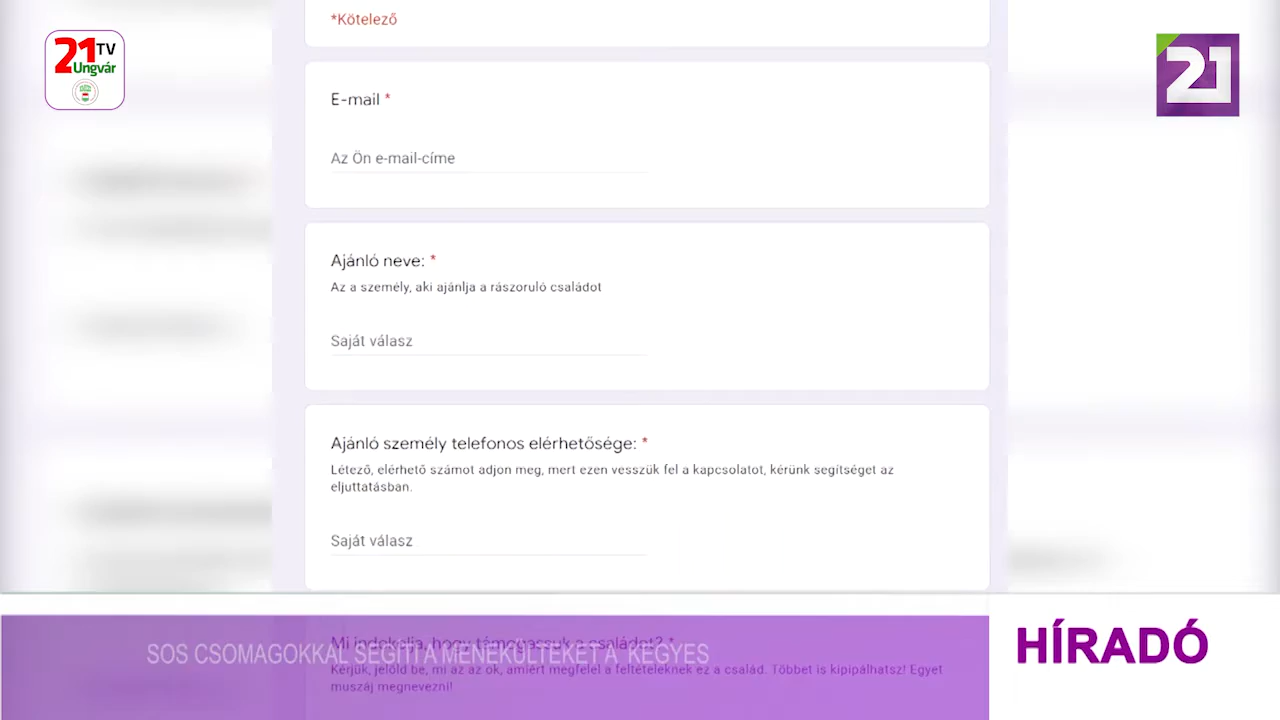 *Kötelező
21 TV
Ungvár
21
E-mail *
Az Ön e-mail-címe
Ajánló neve: *
Az a személy, aki ajánlja a rászoruló családot
Saját válasz
Ajánló személy telefonos elérhetősége: *
Létező, elérhető számot adjon meg, mert ezen vesszük fel a kapcsolatot, kérünk segítséget az
eljuttatásban.
Saját válasz
Mi indokolja, hogy támogassuk a családot? *
SOS CSOMAGOKKAL SEGÍTTA MENEKÜLTEKET A KEGYES
Kérjük, jelöld be, mi az az ok, amiért megfelel a feltételeknek ez a család. Többet is kipipálhatsz! Egyet
muszáj megnevezni!
HÍRADÓ